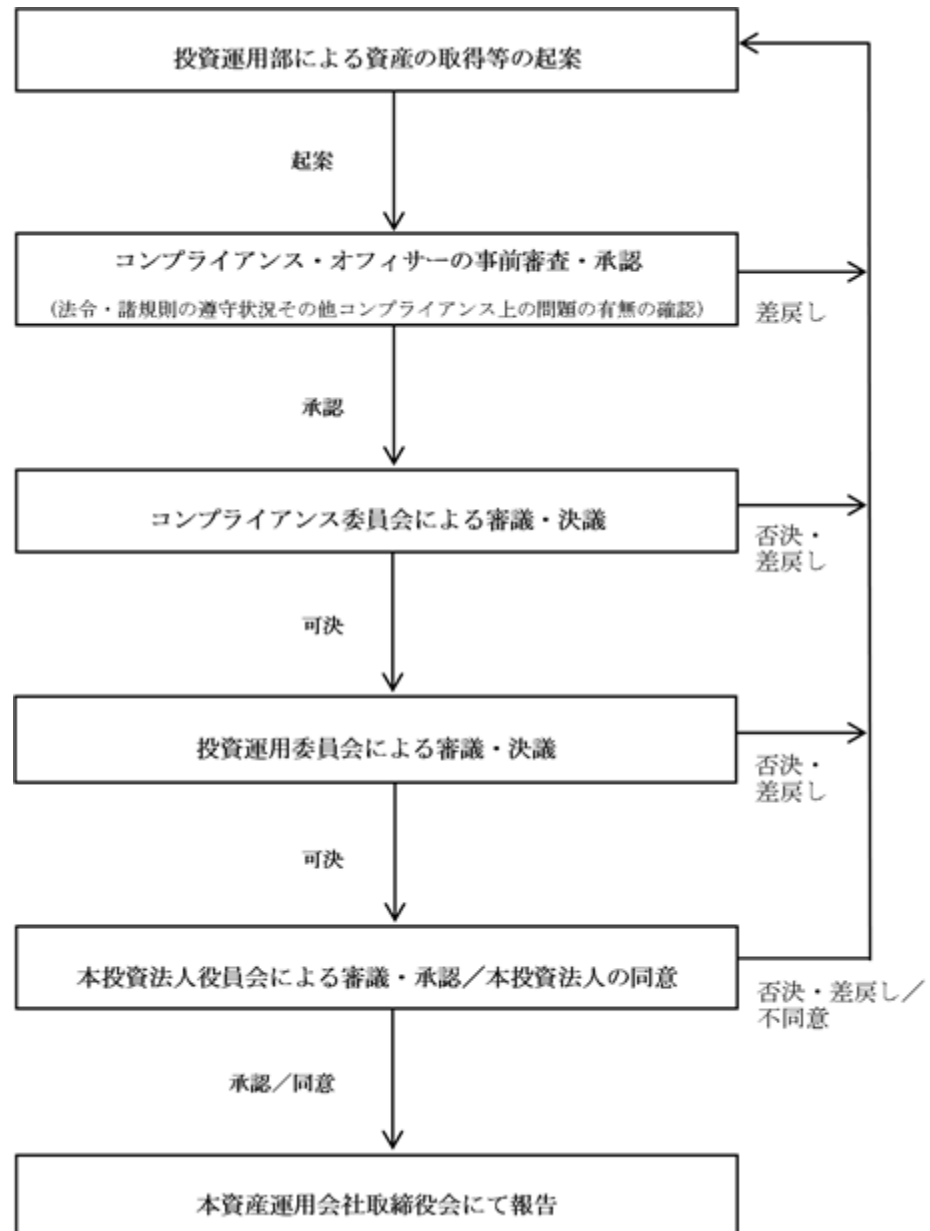 投資運用部による資産の取得等の起案
起案
コンプライアンス・オフィサーの事前審査・承認
(法令・諸規則の遵守状況その他コンプライアンス上の問題の有無の確認)
差戻し
承認
コンプライアンス委員会による審議・決議
否決・
差戻し
可決
投資運用委員会による審議・決議
否決・
差戻し
可決
本投資法人役員会による審議・承認／本投資法人の同意
否決・差戻し／
不同意
承認／同意
本資産運用会社取締役会にて報告